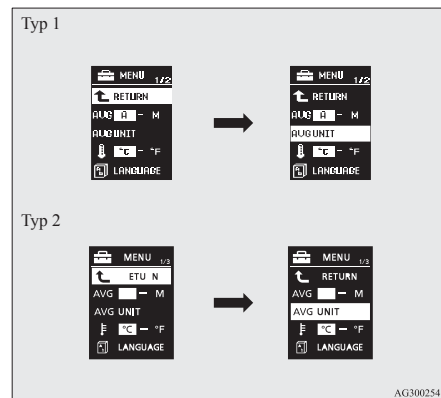 Typ 1
MENU 1/2
RETURN
AVG A – M
AVG UNIT
°C – °F
LANGUAGE
MENU 1/2
RETURN
AVG A – M
AVG UNIT
°C – °F
LANGUAGE
Typ 2
MENU 1/3
ETU N
AVG – M
AVG UNIT
°C – °F
LANGUAGE
MENU 1/3
RETURN
AVG – M
AVG UNIT
°C – °F
LANGUAGE
AG300254